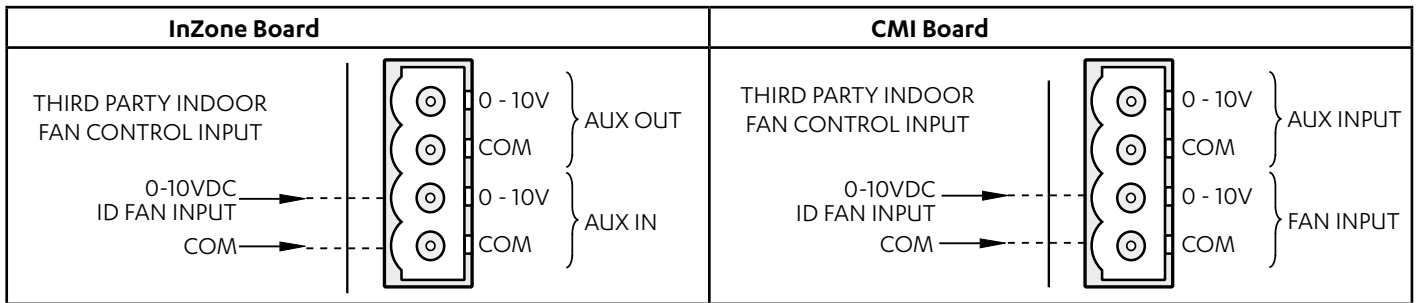 InZone Board
THIRD PARTY INDOOR
FAN CONTROL INPUT
0-10VDC
ID FAN INPUT
COM
0 - 10V
COM
0 - 10V
COM
AUX OUT
AUX IN
CMI Board
THIRD PARTY INDOOR
FAN CONTROL INPUT
0-10VDC
ID FAN INPUT
COM
0 - 10V
COM
0 - 10V
COM
AUX INPUT
FAN INPUT